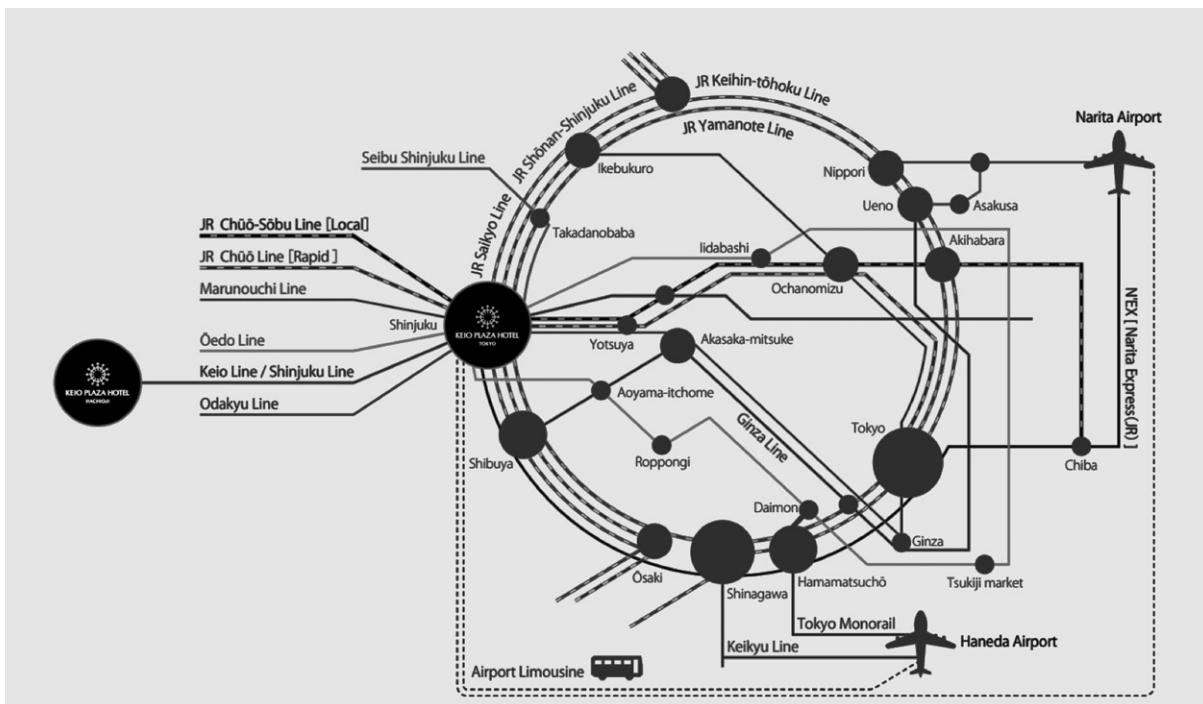 JR Keihin-tōhoku Line
JR Shōnan-Shinjuku Line
JR Yamanote Line
Narita Airport
Seibu Shinjuku Line
Ikebukuro
Nippori
Ueno
Asakusa
JR Saikyo Line
Takadanobaba
JR Chūō-Sōbu Line [Local]
Iidabashi
Akihabara
JR Chūō Line [Rapid ]
Ochanomizu
Marunouchi Line
Shinjuku
KEIO PLAZA HOTEL
TOKYO
Yotsuya
Akasaka-mitsuke
N'EX [ Narita Express(JR) ]
Ōedo Line
KEIO PLAZA HOTEL
HACHIOJI
Keio Line / Shinjuku Line
Aoyama-itchome
Odakyu Line
Ginza Line
Tokyo
Shibuya
Roppongi
Chiba
Daimon
Ginza
Ōsaki
Shinagawa
Hamamatsuchō
Tsukiji market
Tokyo Monorail
Keikyu Line
Haneda Airport
Airport Limousine